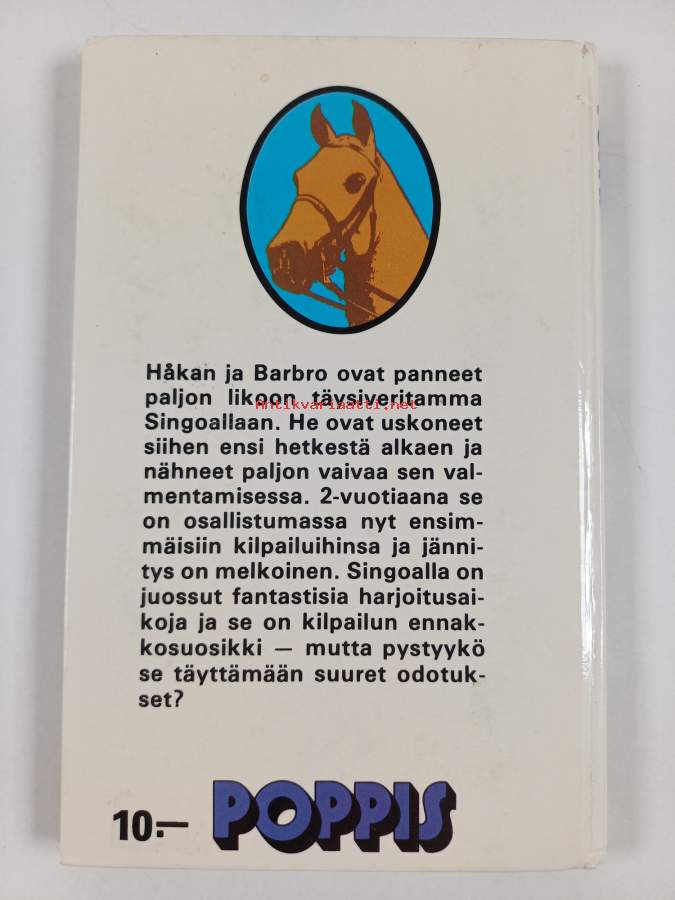 Håkan ja Barbro ovat panneet
paljon likoon täysiveritamma
Antikvariaatti.net
Singoallaan. He ovat uskoneet
siihen ensi hetkestä alkaen ja
nähneet paljon vaivaa sen val-
mentamisessa. 2-vuotiaana se
on osallistumassa nyt ensim-
mäisiin kilpailuihinsa ja jänni-
tys on melkoinen. Singoalla on
juossut fantastisia harjoitusai-
koja ja se on kilpailun ennak-
kosuosikki — mutta pystyykö
se täyttämään suuret odotuk-
set?
10:— POPPIS